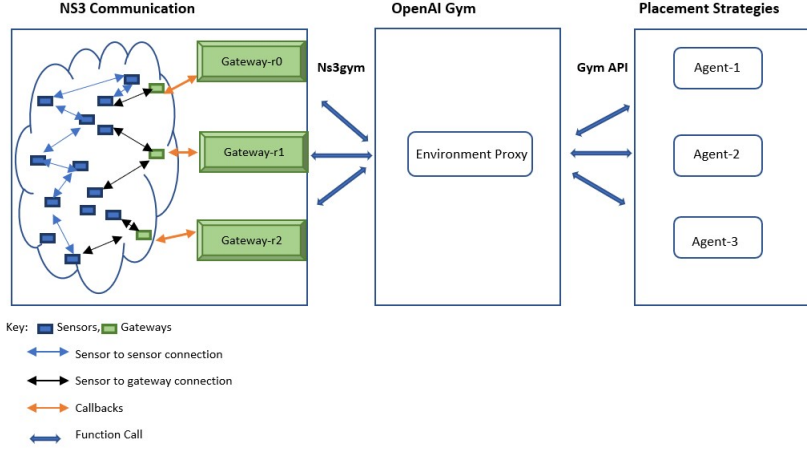 NS3 Communication
OpenAI Gym
Placement Strategies
Gateway-r0
Ns3gym
Gym API
Agent-1
Gateway-r1
Environment Proxy
Agent-2
Gateway-r2
Agent-3
Key: Sensors, Gateways
Sensor to sensor connection
Sensor to gateway connection
Callbacks
Function Call